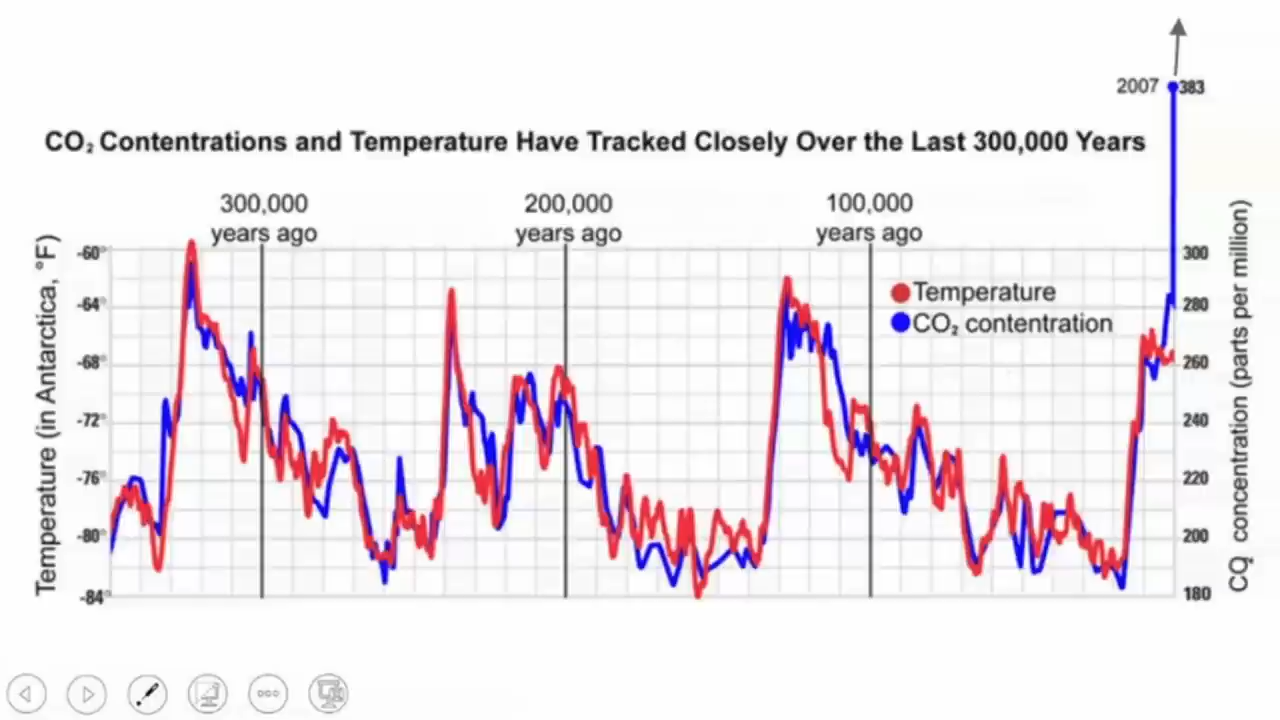 2007 383
CO₂ Contentrations and Temperature Have Tracked Closely Over the Last 300,000 Years
300,000 years ago
200,000 years ago
100,000 years ago
Temperature (in Antarctica, °F)
-60°
-64°
-68°
-72°
-76°
-80°
-84°
Temperature
CO₂ contentration
300
280
260
240
220
200
180
CO₂ concentration (parts per million)